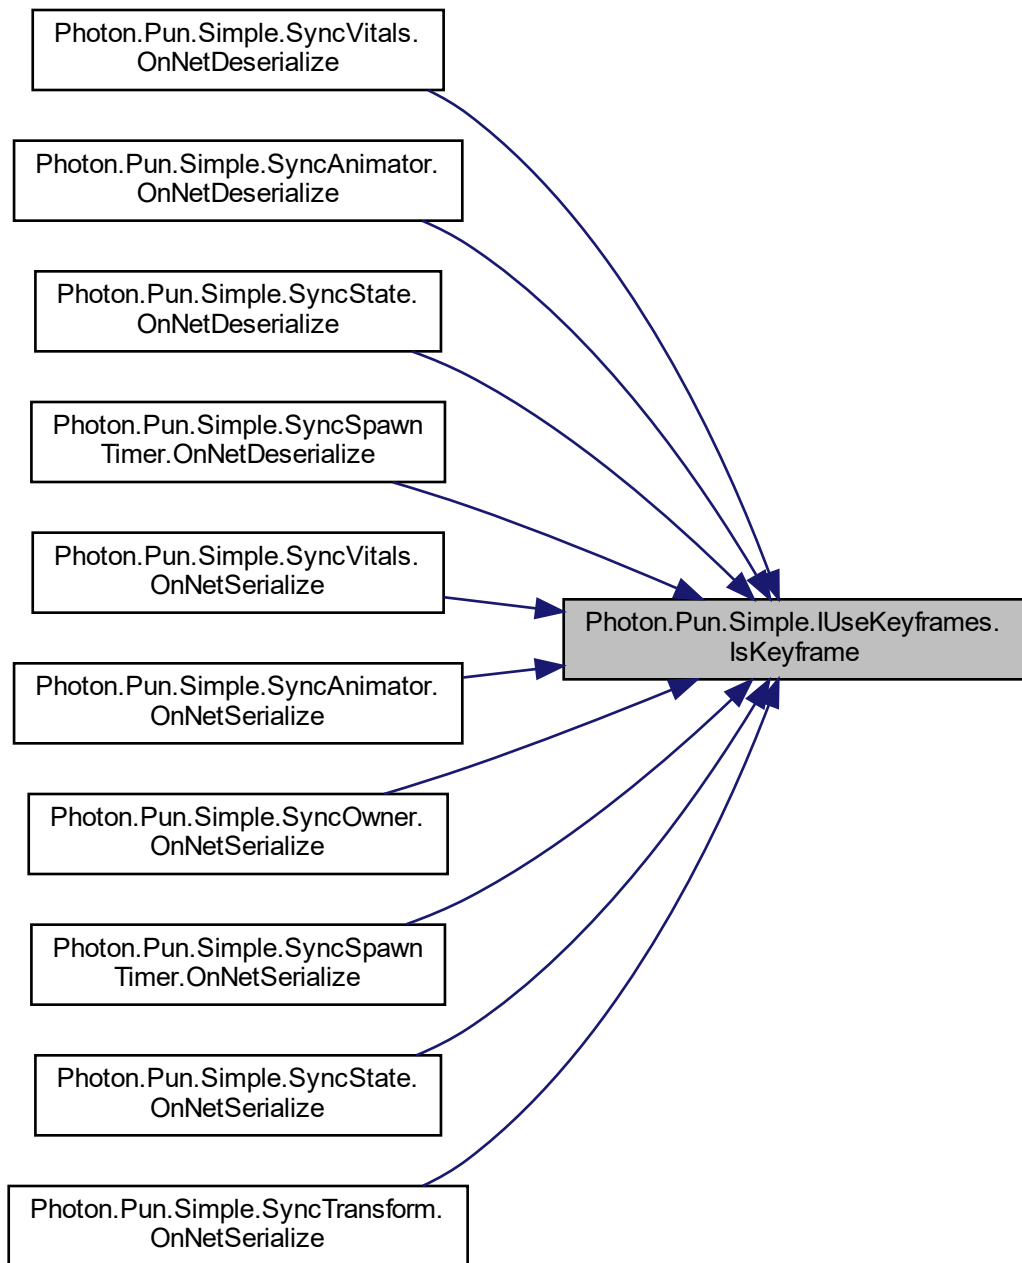 Photon.Pun.Simple.SyncVitals.
OnNetDeserialize
Photon.Pun.Simple.SyncAnimator.
OnNetDeserialize
Photon.Pun.Simple.SyncState.
OnNetDeserialize
Photon.Pun.Simple.SyncSpawn
Timer.OnNetDeserialize
Photon.Pun.Simple.SyncVitals.
OnNetSerialize
Photon.Pun.Simple.IUseKeyframes.
IsKeyframe
Photon.Pun.Simple.SyncAnimator.
OnNetSerialize
Photon.Pun.Simple.SyncOwner.
OnNetSerialize
Photon.Pun.Simple.SyncSpawn
Timer.OnNetSerialize
Photon.Pun.Simple.SyncState.
OnNetSerialize
Photon.Pun.Simple.SyncTransform.
OnNetSerialize